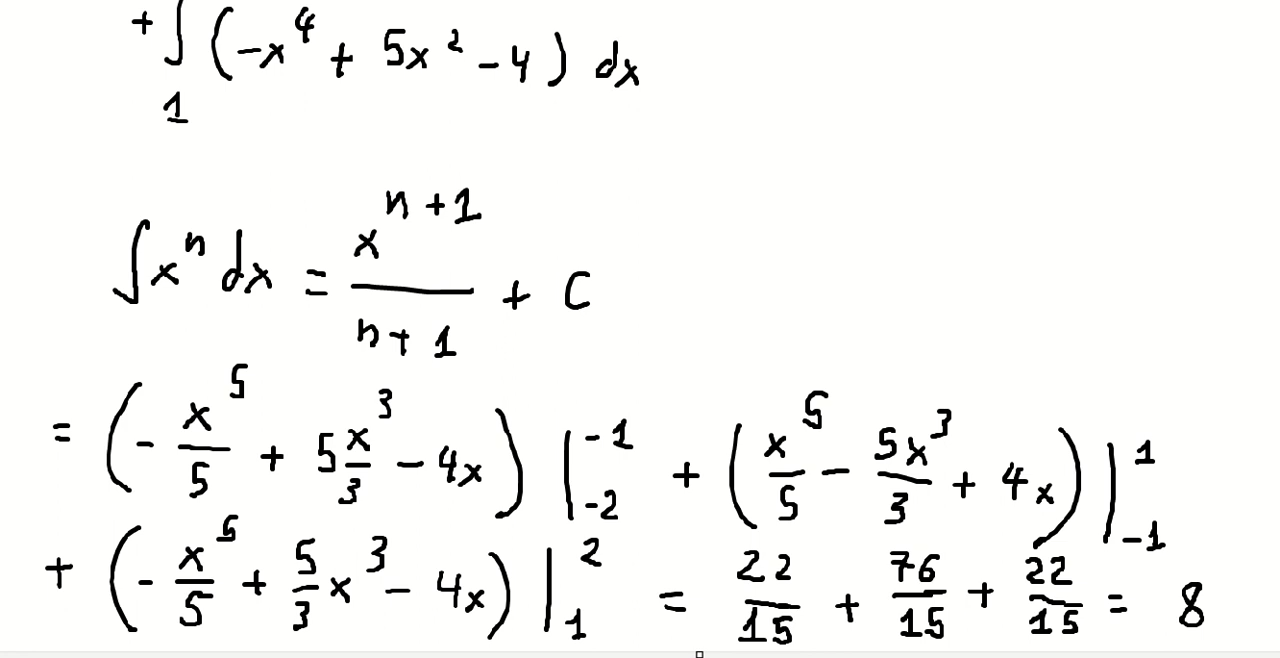 +∫₁ (-x⁴ + 5x² - 4) dx
∫xⁿ dx = xⁿ⁺¹/(n+1) + C
= (-x⁵/5 + 5x³/3 - 4x)|₋₂⁻¹ + (x⁵/5 - 5x³/3 + 4x)|₋₁¹
+ (-x⁵/5 + 5/3 x³ - 4x)|₁² = 22/15 + 76/15 + 22/15 = 8